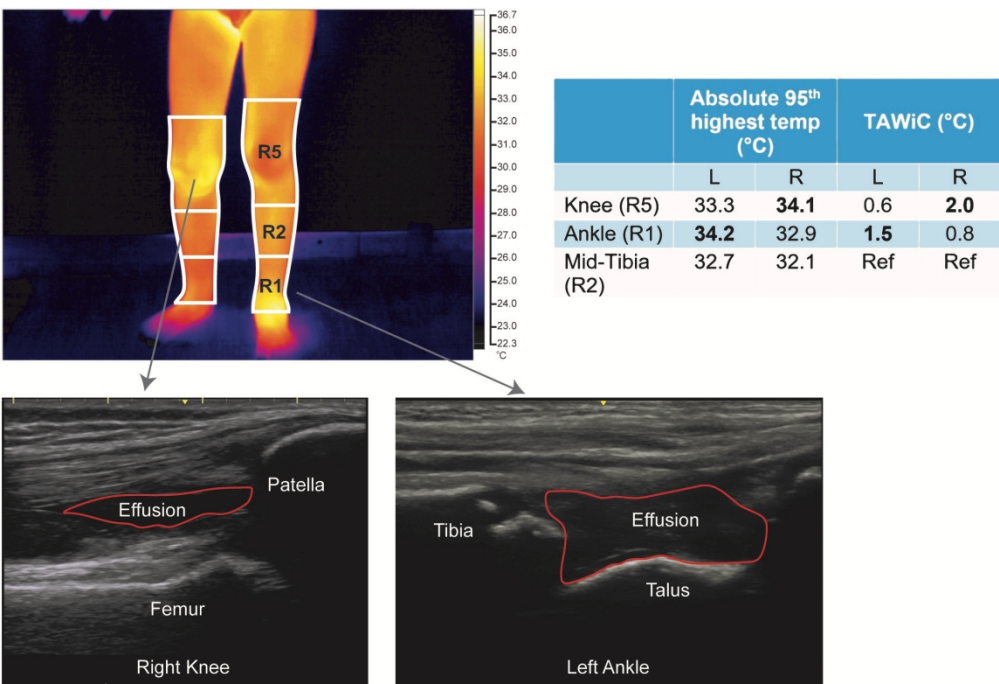 36.7
36.0
35.0
34.0
33.0
32.0
31.0
30.0
29.0
28.0
27.0
26.0
25.0
24.0
23.0
22.3
°C
R5
R2
R1
Absolute 95th highest temp (°C) TAWiC (°C)
L R L R
Knee (R5) 33.3 34.1 0.6 2.0
Ankle (R1) 34.2 32.9 1.5 0.8
Mid-Tibia (R2) 32.7 32.1 Ref Ref
Patella
Effusion
Femur
Right Knee
Tibia
Effusion
Talus
Left Ankle